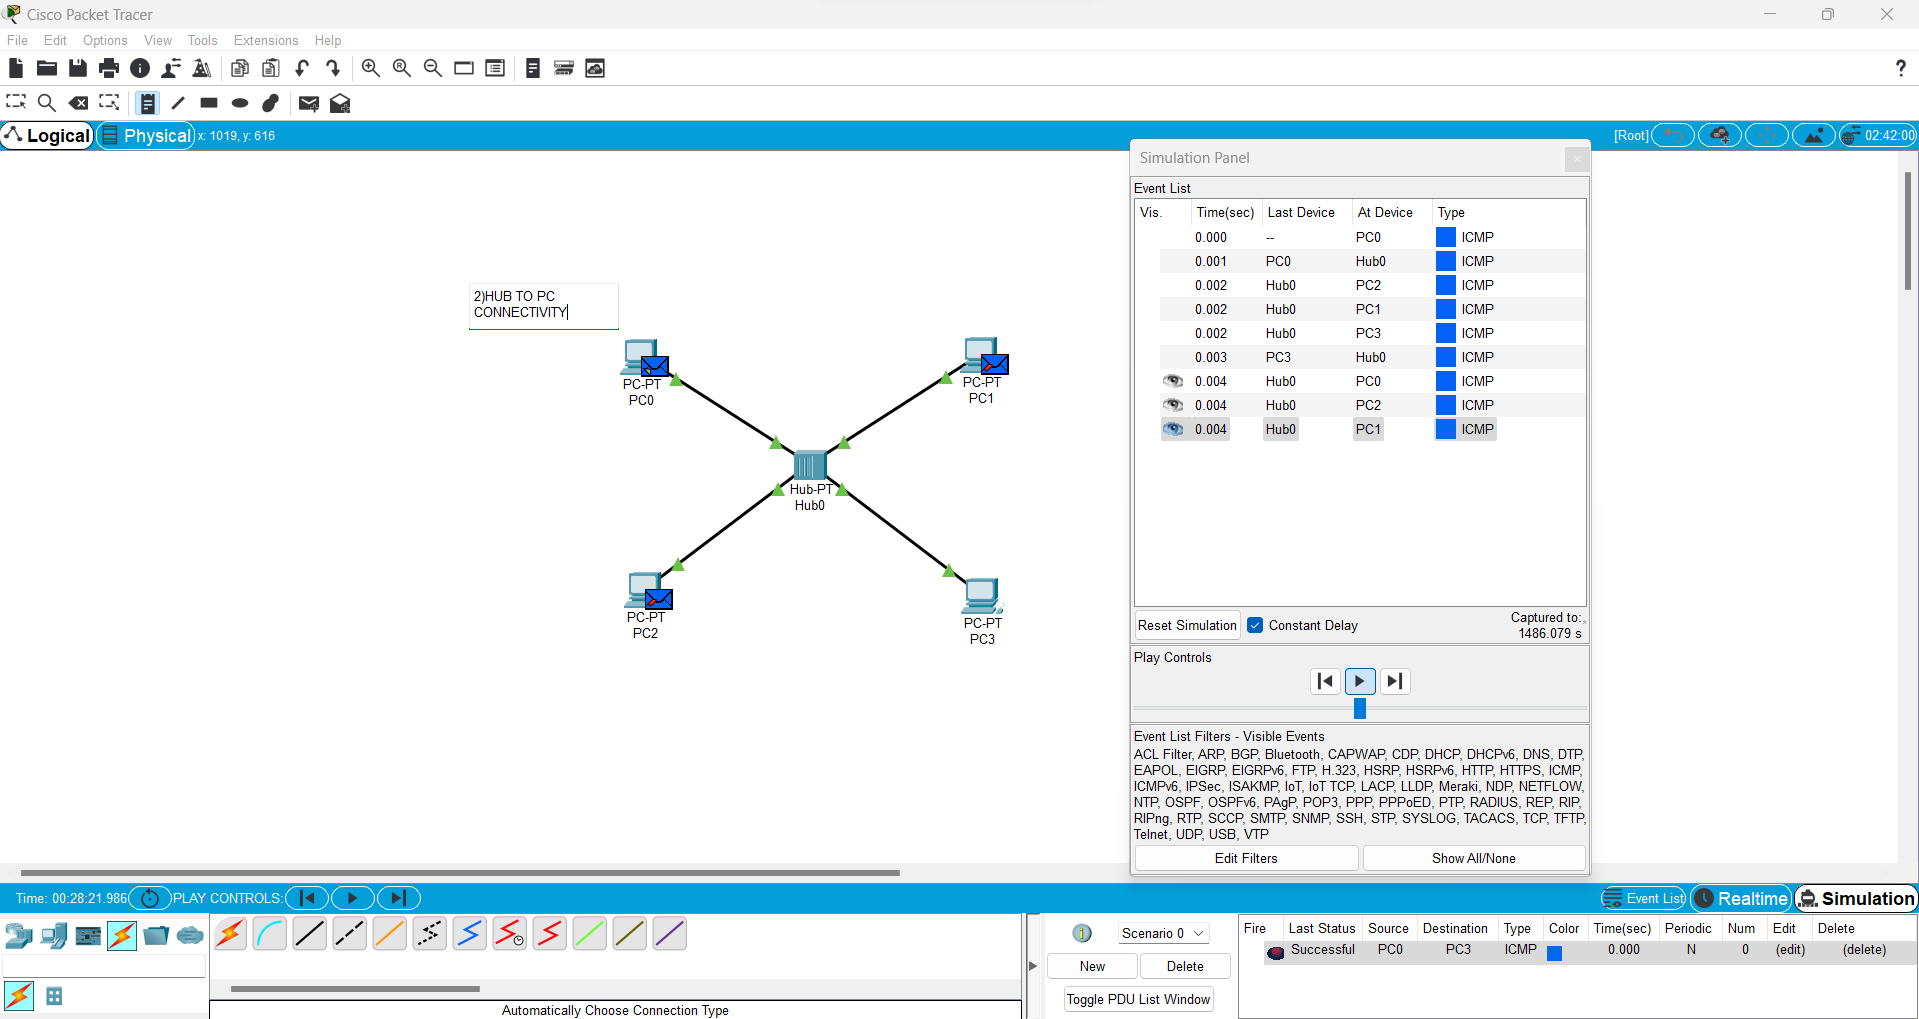 Cisco Packet Tracer
File Edit Options View Tools Extensions Help
?
Logical Physical x: 1019, y: 616 [Root] 02:42:00
Simulation Panel
Event List
Vis. Time(sec) Last Device At Device Type
0.000 -- PC0 ICMP
0.001 PC0 Hub0 ICMP
0.002 Hub0 PC2 ICMP
0.002 Hub0 PC1 ICMP
0.002 Hub0 PC3 ICMP
0.003 PC3 Hub0 ICMP
0.004 Hub0 PC0 ICMP
0.004 Hub0 PC2 ICMP
0.004 Hub0 PC1 ICMP
Reset Simulation Constant Delay Captured to:
1486.079 s
Play Controls
Event List Filters - Visible Events
ACL Filter, ARP, BGP, Bluetooth, CAPWAP, CDP, DHCP, DHCPv6, DNS, DTP,
EAPOL, EIGRP, EIGRPv6, FTP, H.323, HSRP, HSRPv6, HTTP, HTTPS, ICMP,
ICMPv6, IPSec, ISAKMP, IoT, IoT TCP, LACP, LLDP, Meraki, NDP, NETFLOW,
NTP, OSPF, OSPFv6, PAgP, POP3, PPP, PPPoED, PTP, RADIUS, REP, RIP,
RIPng, RTP, SCCP, SMTP, SNMP, SSH, STP, SYSLOG, TACACS, TCP, TFTP,
Telnet, UDP, USB, VTP
Edit Filters Show All/None
2)HUB TO PC
CONNECTIVITY
PC-PT
PC0
PC-PT
PC1
Hub-PT
Hub0
PC-PT
PC2
PC-PT
PC3
Time: 00:28:21.986 PLAY CONTROLS: Event List Realtime Simulation
Automatically Choose Connection Type
Scenario 0
New Delete
Toggle PDU List Window
Fire Last Status Source Destination Type Color Time(sec) Periodic Num Edit Delete
Successful PC0 PC3 ICMP 0.000 N 0 (edit) (delete)